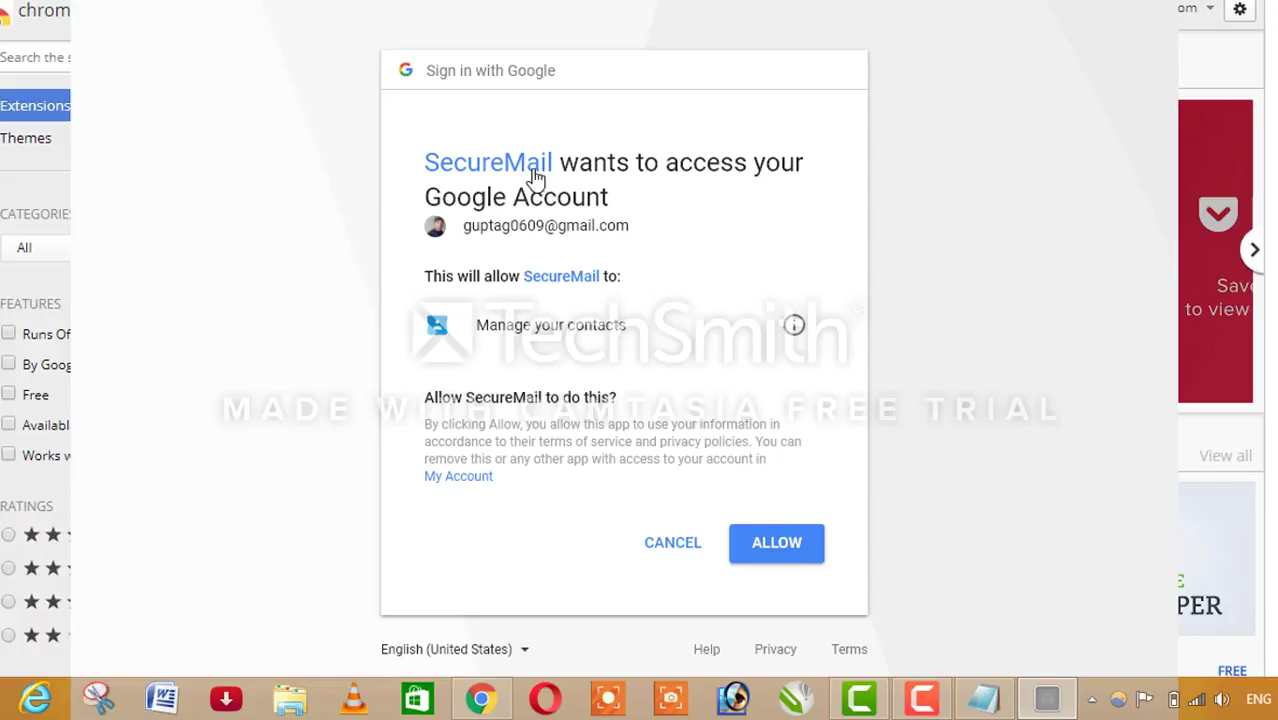 chrom
om
Search the s
Extensions
Themes
CATEGORIE
All
FEATURES
Runs Of
By Goog
Free
Availabl
Works w
RATINGS
Sign in with Google
SecureMail wants to access your
Google Account
guptag0609@gmail.com
This will allow SecureMail to:
Manage your contacts
TechSmith
MADE WITH CAMTASIA FREE TRIAL
Allow SecureMail to do this?
By clicking Allow, you allow this app to use your information in
accordance to their terms of service and privacy policies. You can
remove this or any other app with access to your account in
My Account
CANCEL
ALLOW
English (United States)
Help
Privacy
Terms
Save
to view
View all
E
PER
FREE
ENG